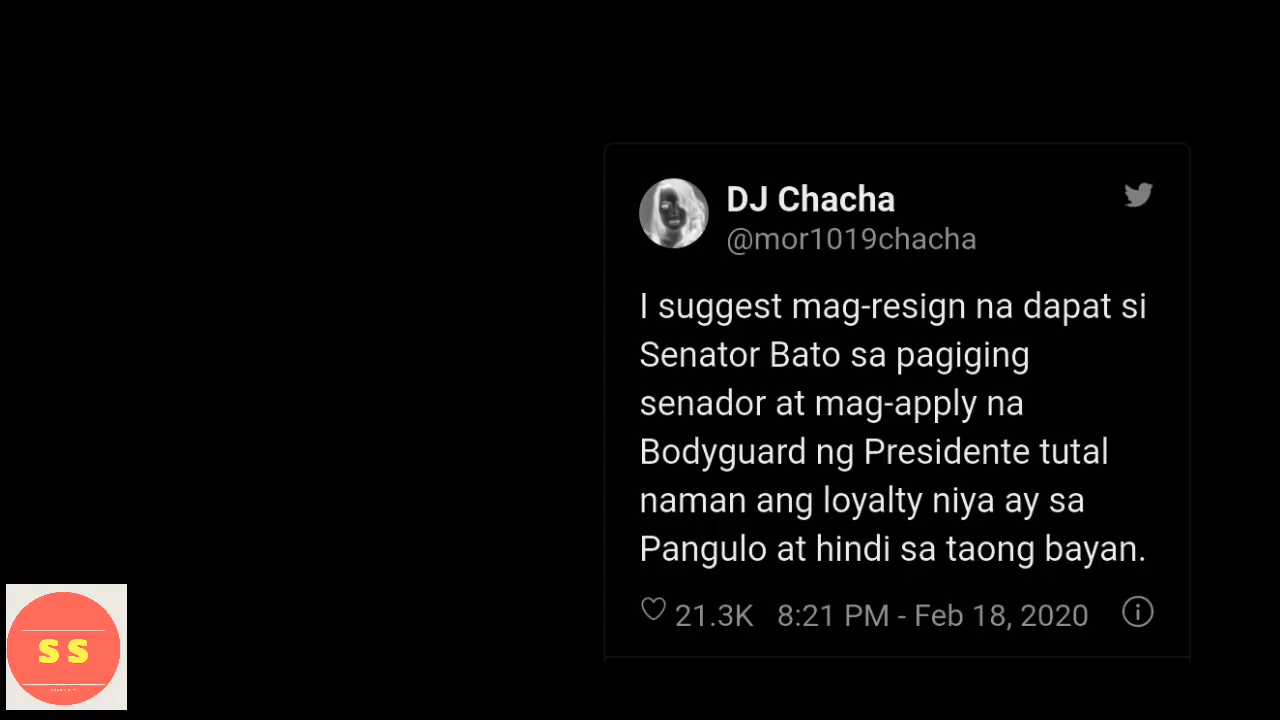 DJ Chacha
@mor1019chacha
I suggest mag-resign na dapat si
Senator Bato sa pagiging
senador at mag-apply na
Bodyguard ng Presidente tutal
naman ang loyalty niya ay sa
Pangulo at hindi sa taong bayan.
21.3K 8:21 PM - Feb 18, 2020
SS